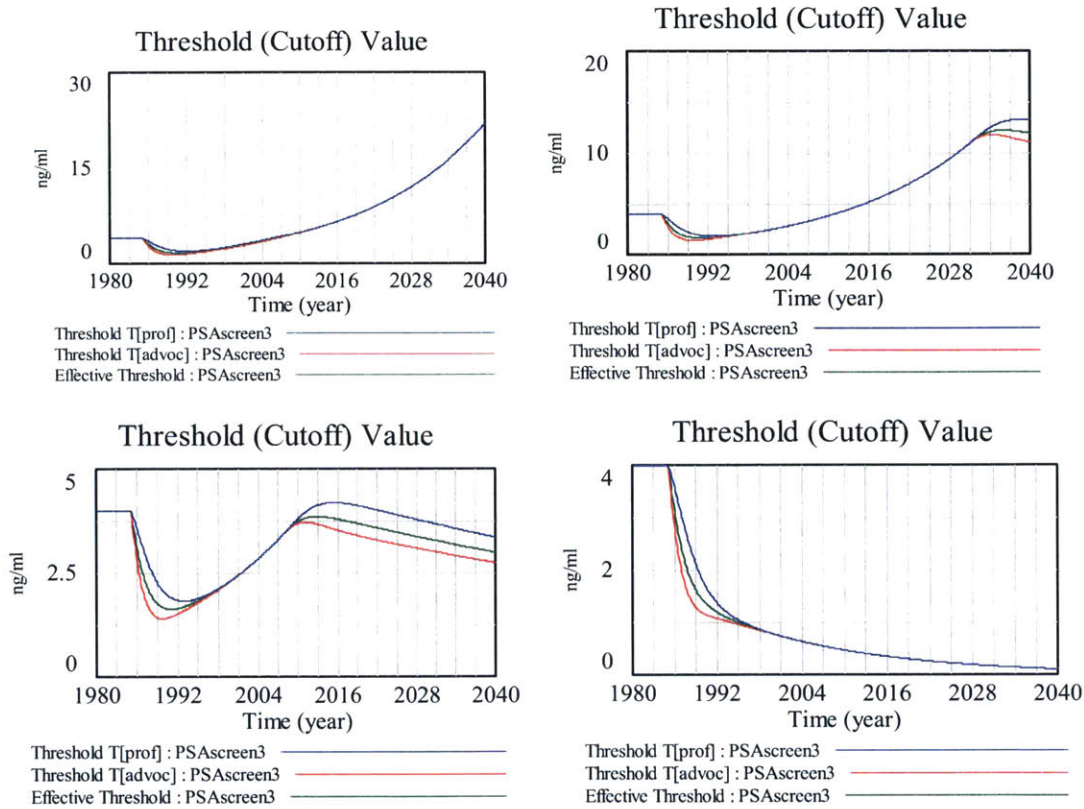 Threshold (Cutoff) Value
30
15
0
ng/ml
1980 1992 2004 2016 2028 2040
Time (year)
Threshold T[prof] : PSAscreen3
Threshold T[advoc] : PSAscreen3
Effective Threshold : PSAscreen3
Threshold (Cutoff) Value
20
10
0
ng/ml
1980 1992 2004 2016 2028 2040
Time (year)
Threshold T[prof] : PSAscreen3
Threshold T[advoc] : PSAscreen3
Effective Threshold : PSAscreen3
Threshold (Cutoff) Value
5
2.5
0
ng/ml
1980 1992 2004 2016 2028 2040
Time (year)
Threshold T[prof] : PSAscreen3
Threshold T[advoc] : PSAscreen3
Effective Threshold : PSAscreen3
Threshold (Cutoff) Value
4
2
0
ng/ml
1980 1992 2004 2016 2028 2040
Time (year)
Threshold T[prof] : PSAscreen3
Threshold T[advoc] : PSAscreen3
Effective Threshold : PSAscreen3